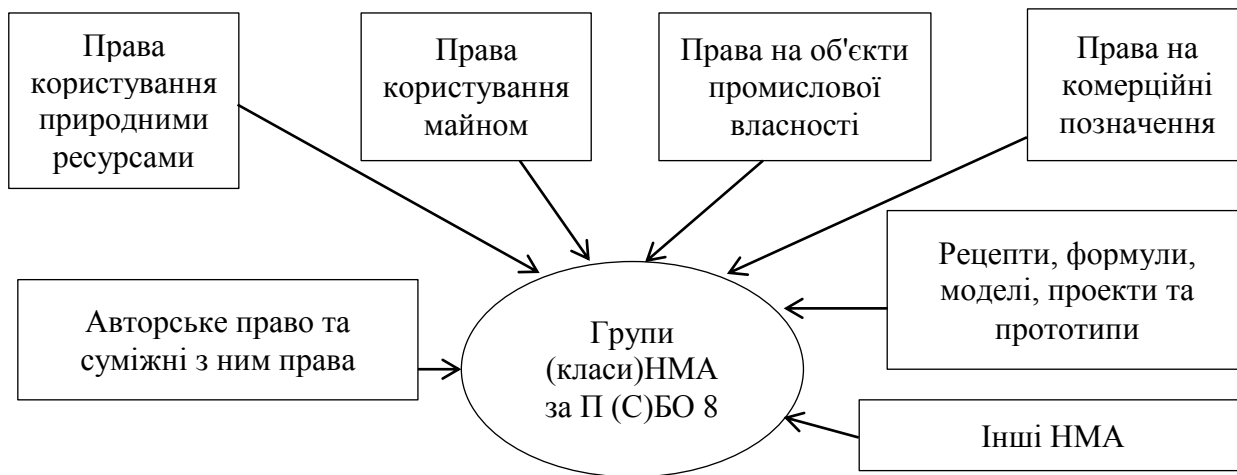 Права
користування
природними
ресурсами
Права
користування
майном
Права на об'єкти
промислової
власності
Права на
комерційні
позначення
Рецепти, формули,
моделі, проекти та
прототипи
Авторське право та
суміжні з ним права
Групи
(класи)НМА
за П (С)БО 8
Інші НМА